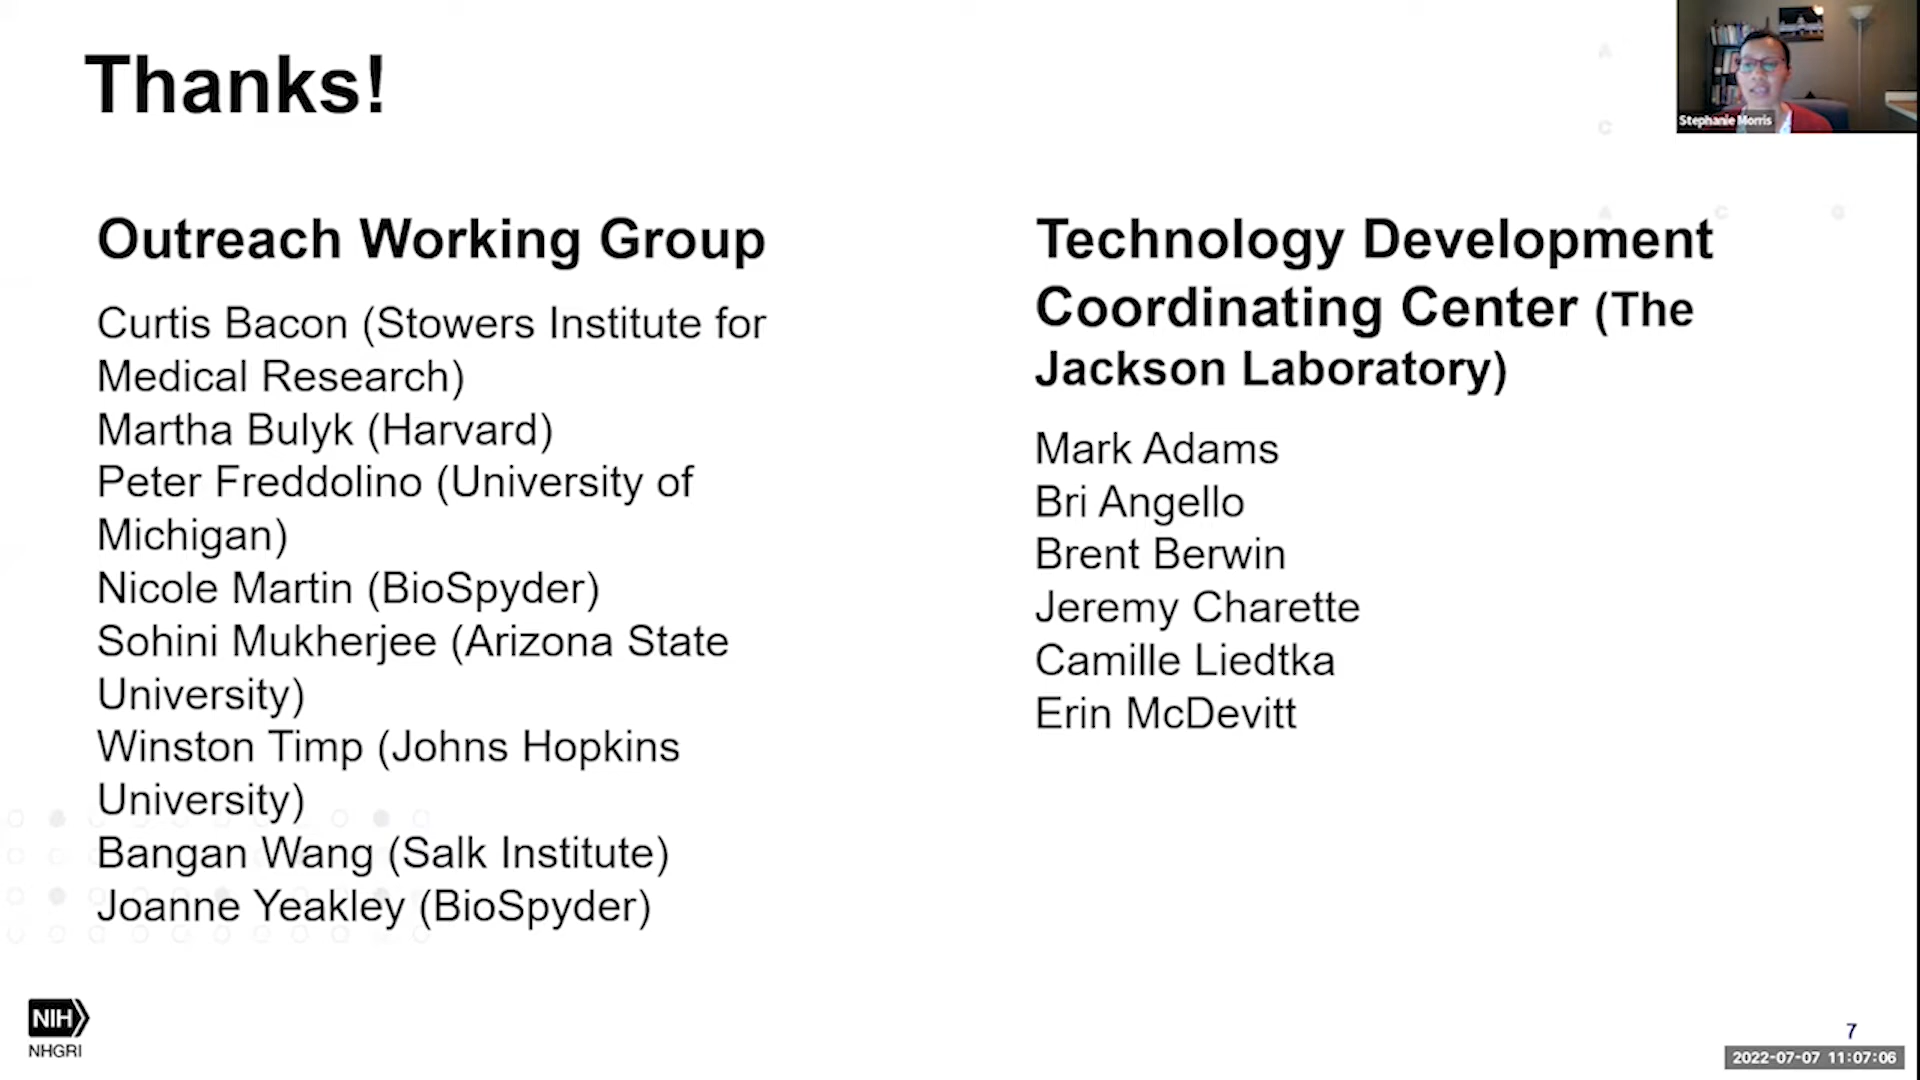 Thanks!
Stephanie Morris
Outreach Working Group
Curtis Bacon (Stowers Institute for
Medical Research)
Martha Bulyk (Harvard)
Peter Freddolino (University of
Michigan)
Nicole Martin (BioSpyder)
Sohini Mukherjee (Arizona State
University)
Winston Timp (Johns Hopkins
University)
Bangan Wang (Salk Institute)
Joanne Yeakley (BioSpyder)
Technology Development
Coordinating Center (The
Jackson Laboratory)
Mark Adams
Bri Angello
Brent Berwin
Jeremy Charette
Camille Liedtka
Erin McDevitt
A
C
A C G
NIH
NHGRI
7
2022-07-07 11:07:06